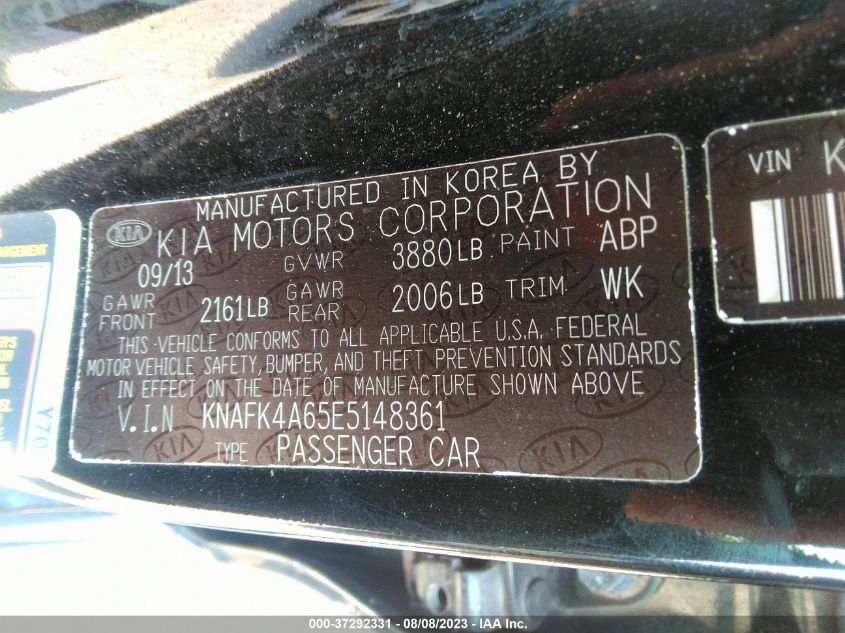 MANUFACTURED IN KOREA BY
KIA KIA MOTORS CORPORATION
09/13 GVWR 3880LB PAINT ABP
GAWR FRONT 2161LB GAWR REAR 2006LB TRIM WK
THIS VEHICLE CONFORMS TO ALL APPLICABLE U.S.A. FEDERAL
MOTOR VEHICLE SAFETY, BUMPER, AND THEFT PREVENTION STANDARDS
IN EFFECT ON THE DATE OF MANUFACTURE SHOWN ABOVE
V.I.N KNAFK4A65E5148361
TYPE PASSENGER CAR
VIN K
Y70
000-37292331 - 08/08/2023 - IAA Inc.